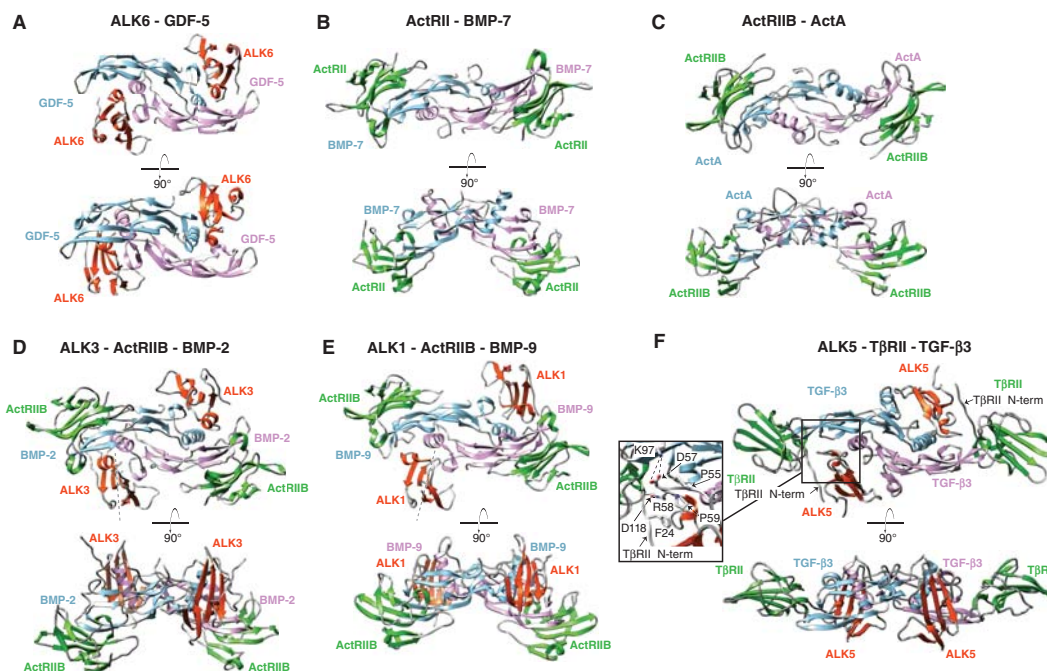 A
ALK6 - GDF-5
ALK6
GDF-5
GDF-5
ALK6
90°
ALK6
GDF-5
GDF-5
ALK6
B
ActRII - BMP-7
ActRII
BMP-7
BMP-7
ActRII
90°
BMP-7
BMP-7
ActRII
ActRII
C
ActRIIB - ActA
ActRIIB
ActA
ActA
ActRIIB
90°
ActA
ActA
ActRIIB
ActRIIB
D
ALK3 - ActRIIB - BMP-2
ActRIIB
ALK3
BMP-2
BMP-2
ALK3
ActRIIB
90°
ALK3
ALK3
BMP-2
BMP-2
ActRIIB
ActRIIB
E
ALK1 - ActRIIB - BMP-9
ActRIIB
ALK1
BMP-9
BMP-9
ALK1
ActRIIB
90°
BMP-9
BMP-9
ALK1
ALK1
ActRIIB
ActRIIB
F
ALK5 - TβRII - TGF-β3
ALK5
TGF-β3
TβRII
TβRII N-term
K97
D57
P55
TβRII
TβRII N-term
TGF-β3
R58
P59
ALK5
D118
F24
TβRII N-term
90°
TβRII
TGF-β3
TGF-β3
TβRII
ALK5
ALK5